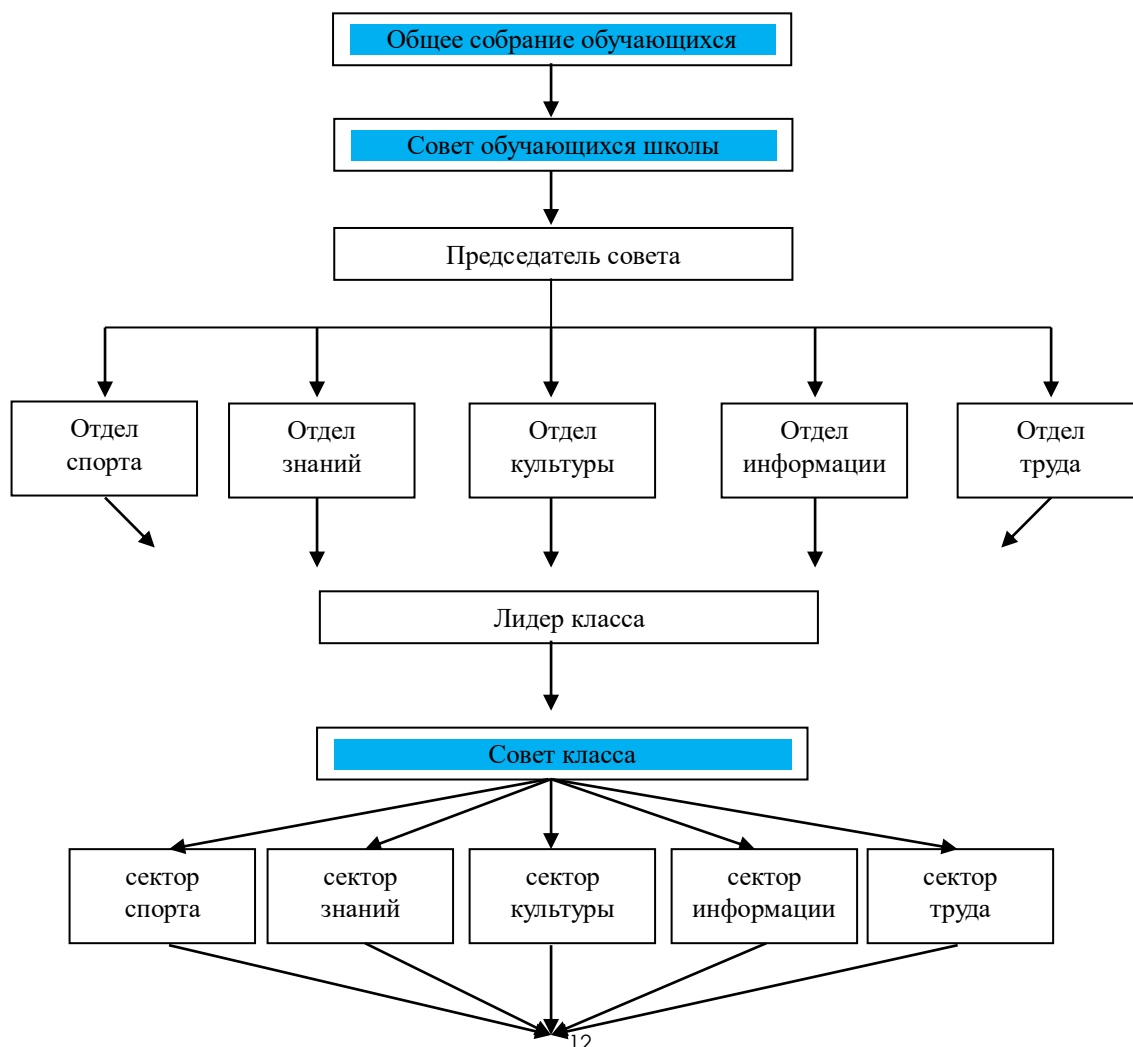 Общее собрание обучающихся
Совет обучающихся школы
Председатель совета
Отдел
спорта
Отдел
знаний
Отдел
культуры
Отдел
информации
Отдел
труда
Лидер класса
Совет класса
сектор
спорта
сектор
знаний
сектор
культуры
сектор
информации
сектор
труда
12